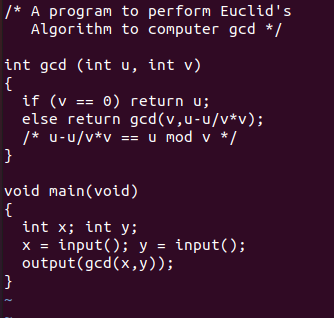 /* A program to perform Euclid's
   Algorithm to computer gcd */

int gcd (int u, int v)
{
  if (v == 0) return u;
  else return gcd(v,u-u/v*v);
  /* u-u/v*v == u mod v */
}

void main(void)
{
  int x; int y;
  x = input(); y = input();
  output(gcd(x,y));
}
~
~